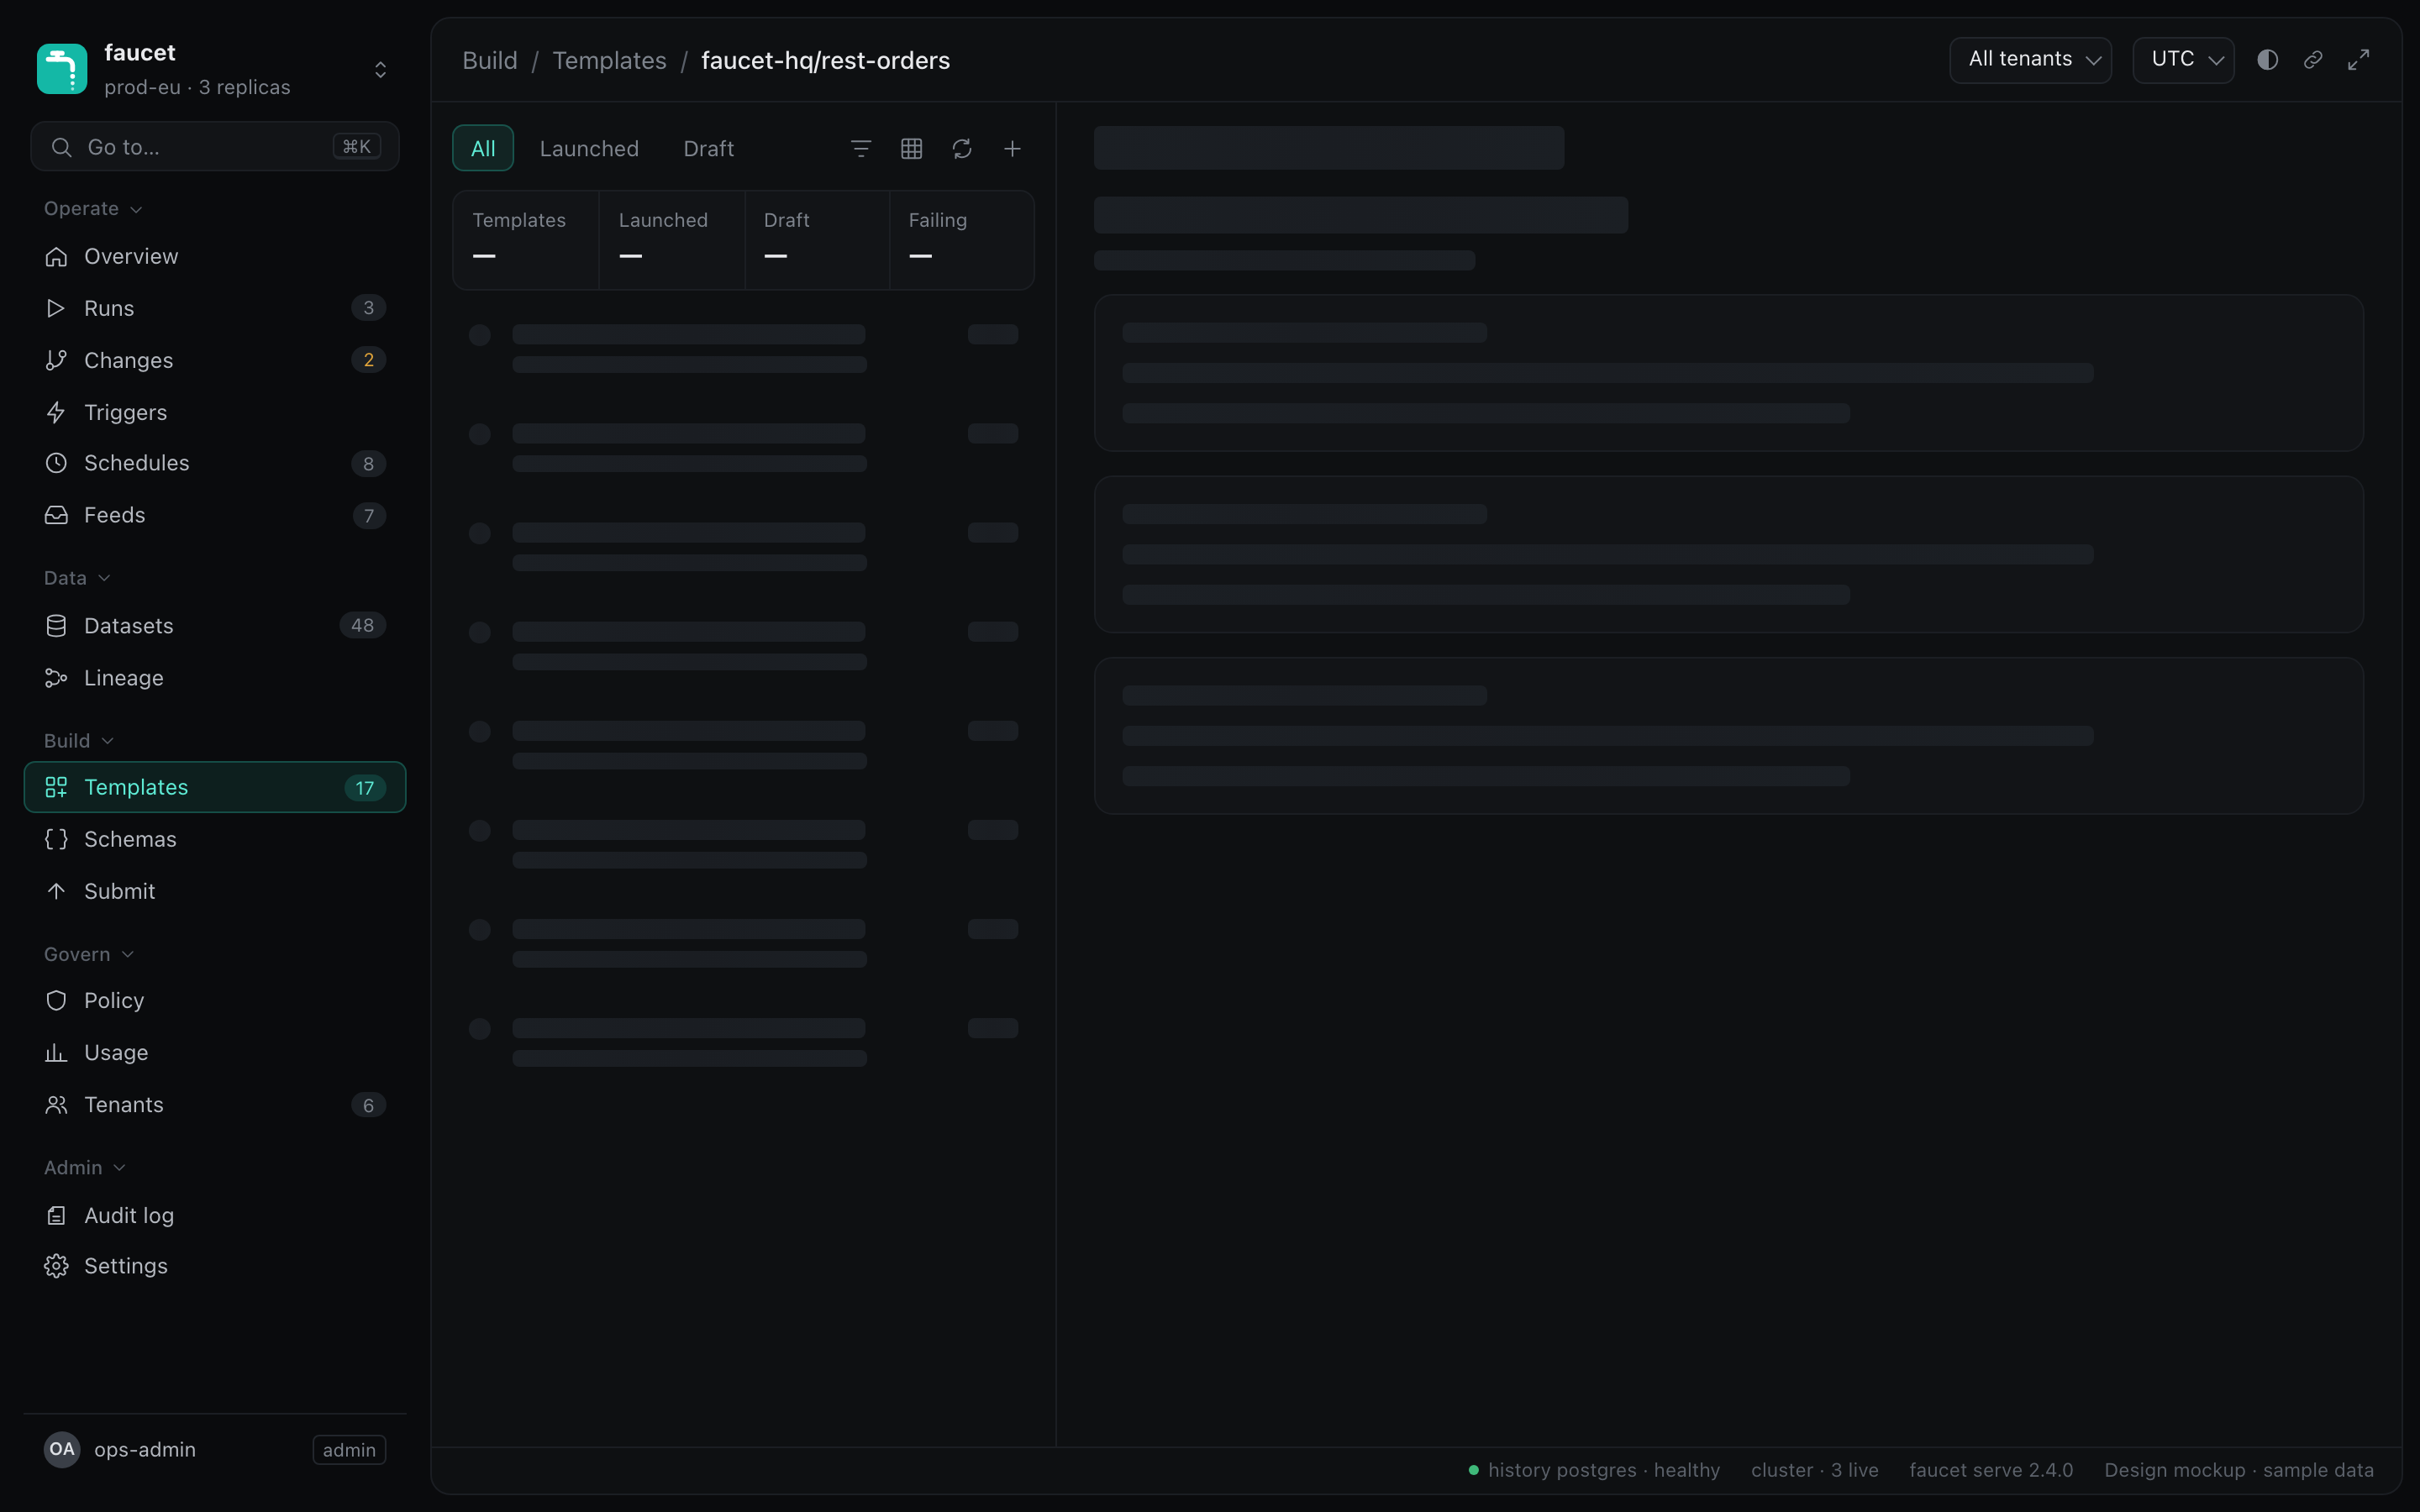 faucet
prod-eu · 3 replicas
Go to...
⌘K
Operate
Overview
Runs 3
Changes 2
Triggers
Schedules 8
Feeds 7
Data
Datasets 48
Lineage
Build
Templates 17
Schemas
Submit
Govern
Policy
Usage
Tenants 6
Admin
Audit log
Settings
OA ops-admin admin
Build / Templates / faucet-hq/rest-orders
All tenants
UTC
All Launched Draft
Templates Launched Draft Failing
— — — —
history postgres · healthy cluster · 3 live faucet serve 2.4.0 Design mockup · sample data